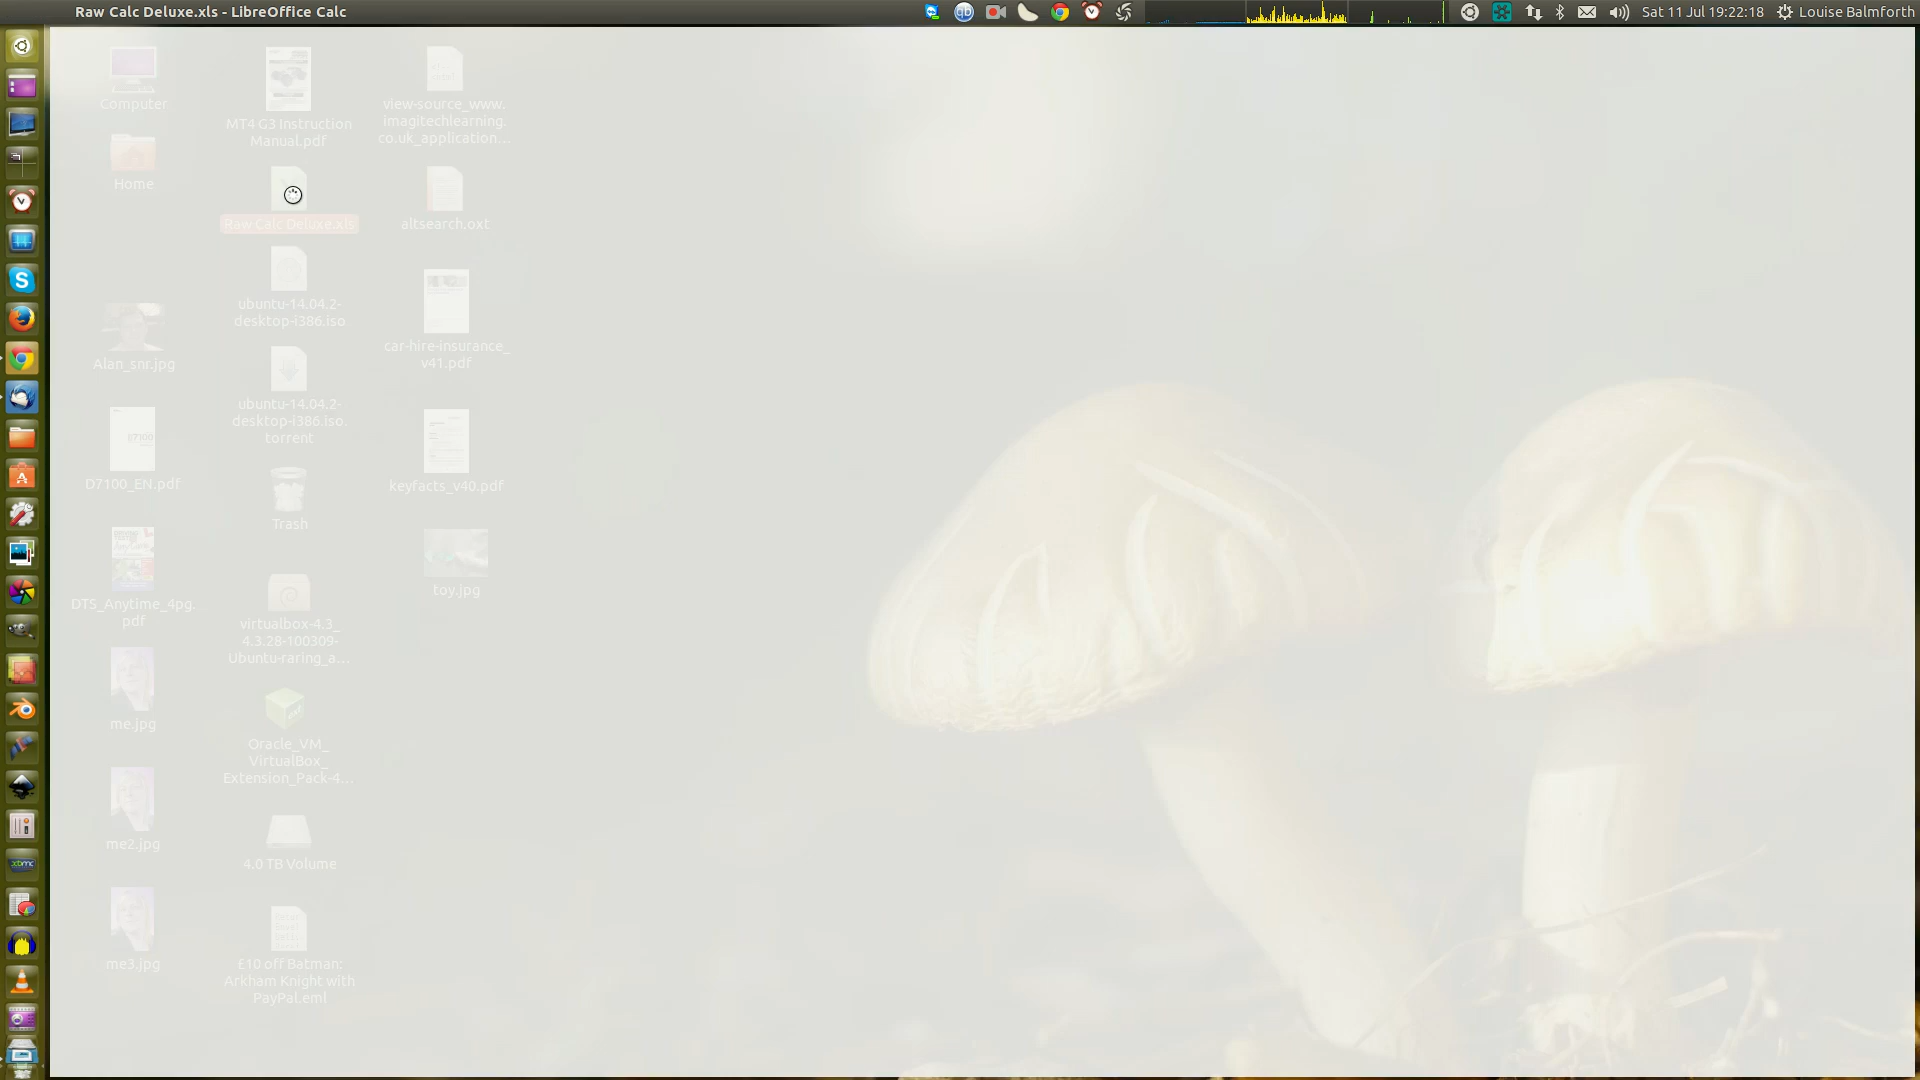 Raw Calc Deluxe.xls - LibreOffice Calc
Sat 11 Jul 19:22:18
Louise Balmforth
Computer
Home
Alan_snr.jpg
D7100_EN.pdf
DTS_Anytime_4pg.
pdf
me.jpg
me2.jpg
me3.jpg
MT4 G3 Instruction
Manual.pdf
Raw Calc Deluxe.xls
ubuntu-14.04.2-
desktop-i386.iso
ubuntu-14.04.2-
desktop-i386.iso.
torrent
Trash
virtualbox-4.3_
4.3.28-100309-
Ubuntu-raring_a...
Oracle_VM_
VirtualBox_
Extension_Pack-4...
4.0 TB Volume
£10 off Batman:
Arkham Knight with
PayPal.eml
view-source_www.
imagitechlearning.
co.uk_application...
altsearch.oxt
car-hire-insurance_
v41.pdf
keyfacts_v40.pdf
toy.jpg